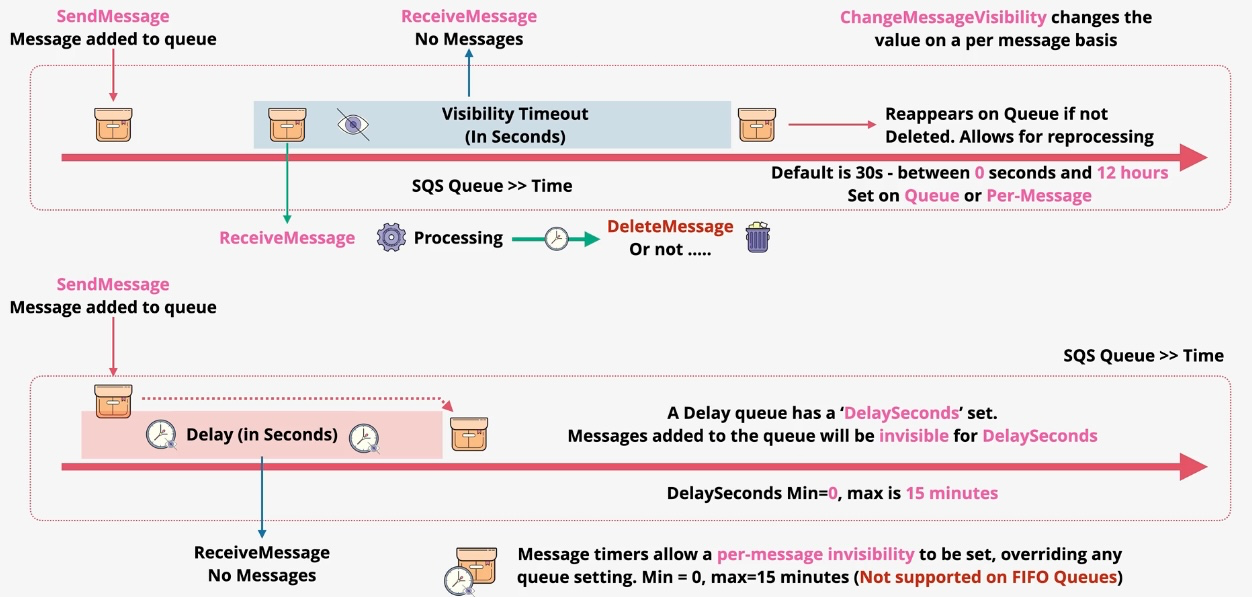 SendMessage
Message added to queue
ReceiveMessage
No Messages
ChangeMessageVisibility changes the
value on a per message basis
Visibility Timeout
(In Seconds)
Reappears on Queue if not
Deleted. Allows for reprocessing
SQS Queue >> Time
Default is 30s - between 0 seconds and 12 hours
Set on Queue or Per-Message
ReceiveMessage
Processing
DeleteMessage
Or not .....
SendMessage
Message added to queue
SQS Queue >> Time
Delay (in Seconds)
A Delay queue has a ‘DelaySeconds’ set.
Messages added to the queue will be invisible for DelaySeconds
DelaySeconds Min=0, max is 15 minutes
ReceiveMessage
No Messages
Message timers allow a per-message invisibility to be set, overriding any
queue setting. Min = 0, max=15 minutes (Not supported on FIFO Queues)